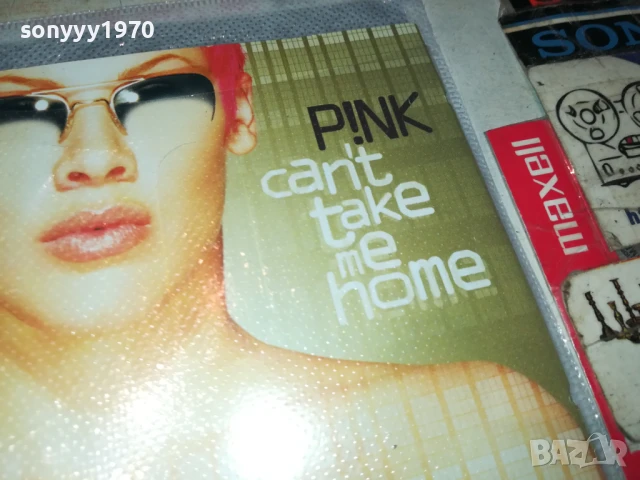 sonyyy1970
SON
P!NK
can't
take
me
home
maxell
BAZAR